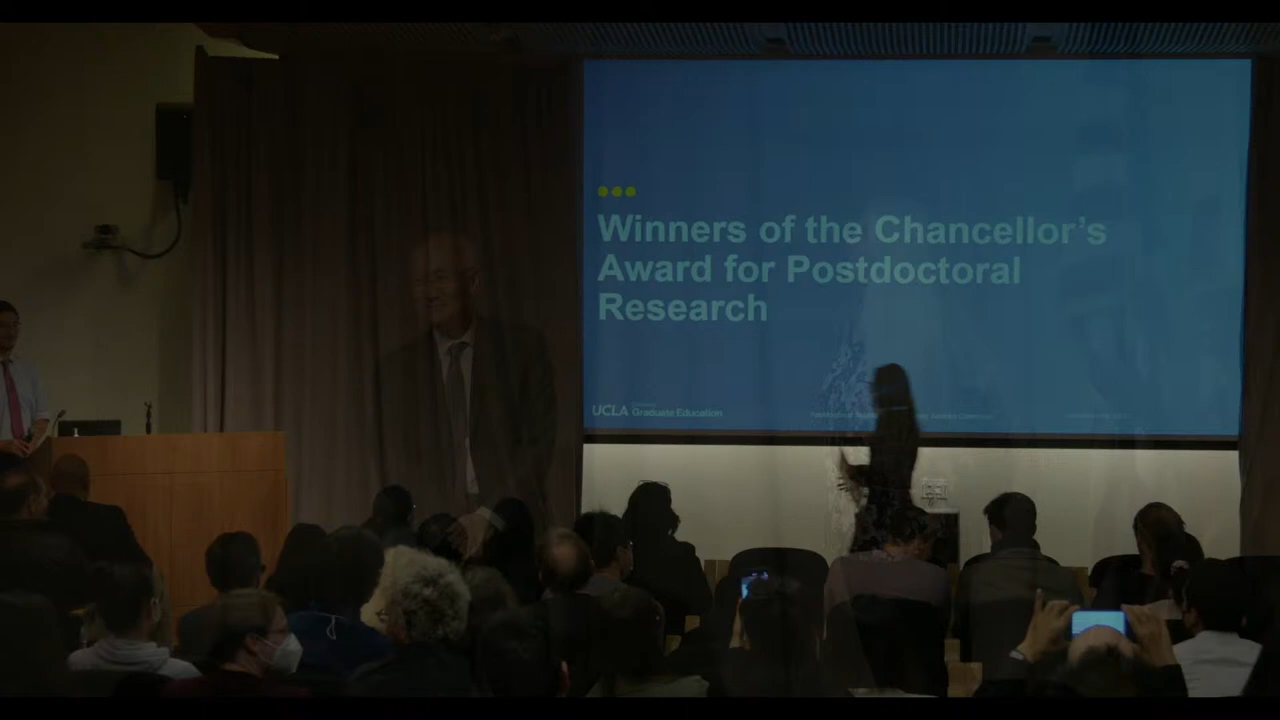 Winners of the Chancellor's
Award for Postdoctoral
Research
UCLA Graduate Education